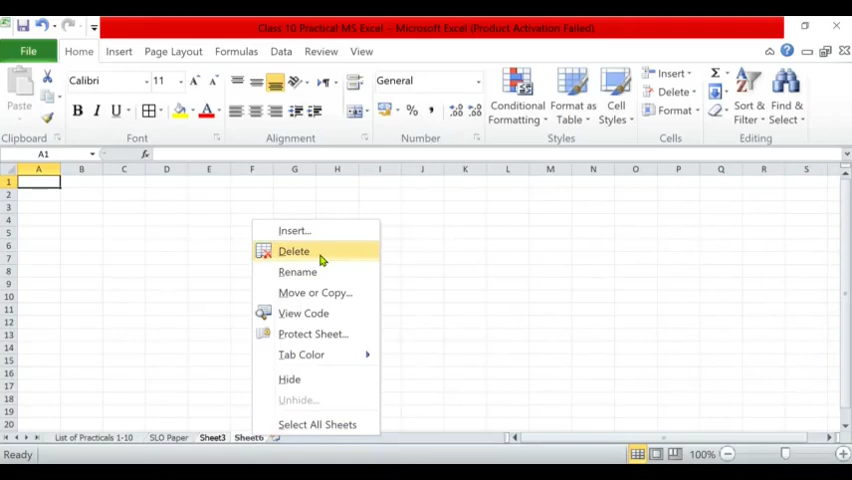 Class 10 Practical MS Excel - Microsoft Excel (Product Activation Failed)
File Home Insert Page Layout Formulas Data Review View
Calibri 11 General Insert Σ
Paste B I U A % , Conditional Formatting Format as Table Cell Styles Delete Sort & Filter Find & Select
Format
Clipboard Font Alignment Number Styles Cells Editing
A1 fx
A B C D E F G H I J K L M N O P Q R S
1
2
3
4
5
6
7
8
9
10
11
12
13
14
15
16
17
18
19
20
Insert...
Delete
Rename
Move or Copy...
View Code
Protect Sheet...
Tab Color
Hide
Unhide...
Select All Sheets
List of Practicals 1-10 SLO Paper Sheet3 Sheet6
Ready 100%